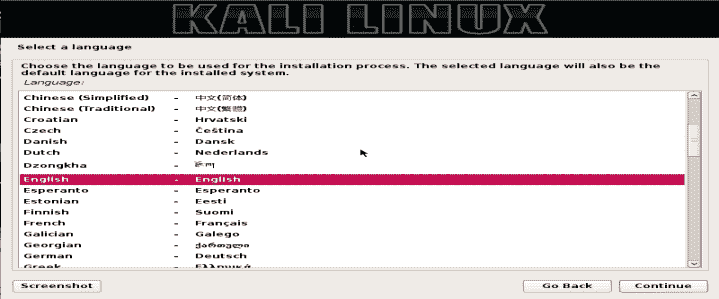 KALI LINUX
Select a language
Choose the language to be used for the installation process. The selected language will also be the
default language for the installed system.
Language:
Chinese (Simplified) - 中文(简体)
Chinese (Traditional) - 中文(繁體)
Croatian - Hrvatski
Czech - Čeština
Danish - Dansk
Dutch - Nederlands
Dzongkha -
English - English
Esperanto - Esperanto
Estonian - Eesti
Finnish - Suomi
French - Français
Galician - Galego
Georgian - ქართული
German - Deutsch
Greek - Ελληνικά
Screenshot Go Back Continue